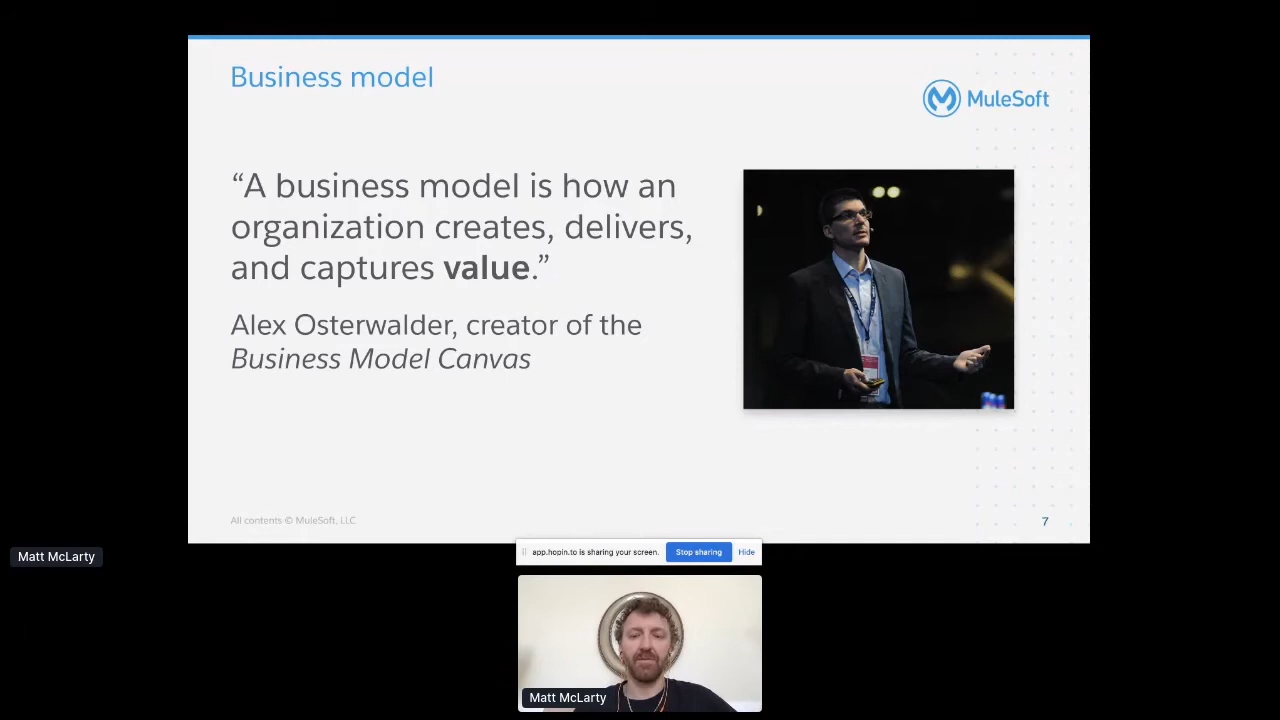 Business model
MuleSoft
“A business model is how an
organization creates, delivers,
and captures value.”
Alex Osterwalder, creator of the
Business Model Canvas
All contents © MuleSoft, LLC
7
Matt McLarty
app.hopin.to is sharing your screen.
Stop sharing
Hide
Matt McLarty